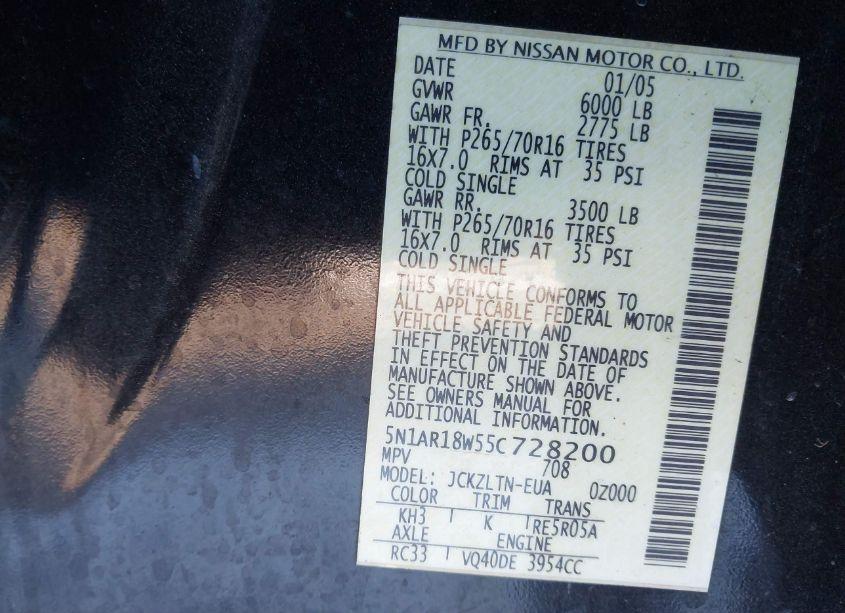 MFD BY NISSAN MOTOR CO., LTD.
DATE 01/05
GVWR 6000 LB
GAWR FR. 2775 LB
WITH P265/70R16 TIRES
16X7.0 RIMS AT 35 PSI
COLD SINGLE
GAWR RR. 3500 LB
WITH P265/70R16 TIRES
16X7.0 RIMS AT 35 PSI
COLD SINGLE
THIS VEHICLE CONFORMS TO
ALL APPLICABLE FEDERAL MOTOR
VEHICLE SAFETY AND
THEFT PREVENTION STANDARDS
IN EFFECT ON THE DATE OF
MANUFACTURE SHOWN ABOVE.
SEE OWNERS MANUAL FOR
ADDITIONAL INFORMATION.
5N1AR18W55C728200
MPV 708
MODEL: JCKZLTN-EUA 0Z000
COLOR TRIM TRANS
KH3 K RE5R05A
AXLE ENGINE
RC33 VQ40DE 3954CC